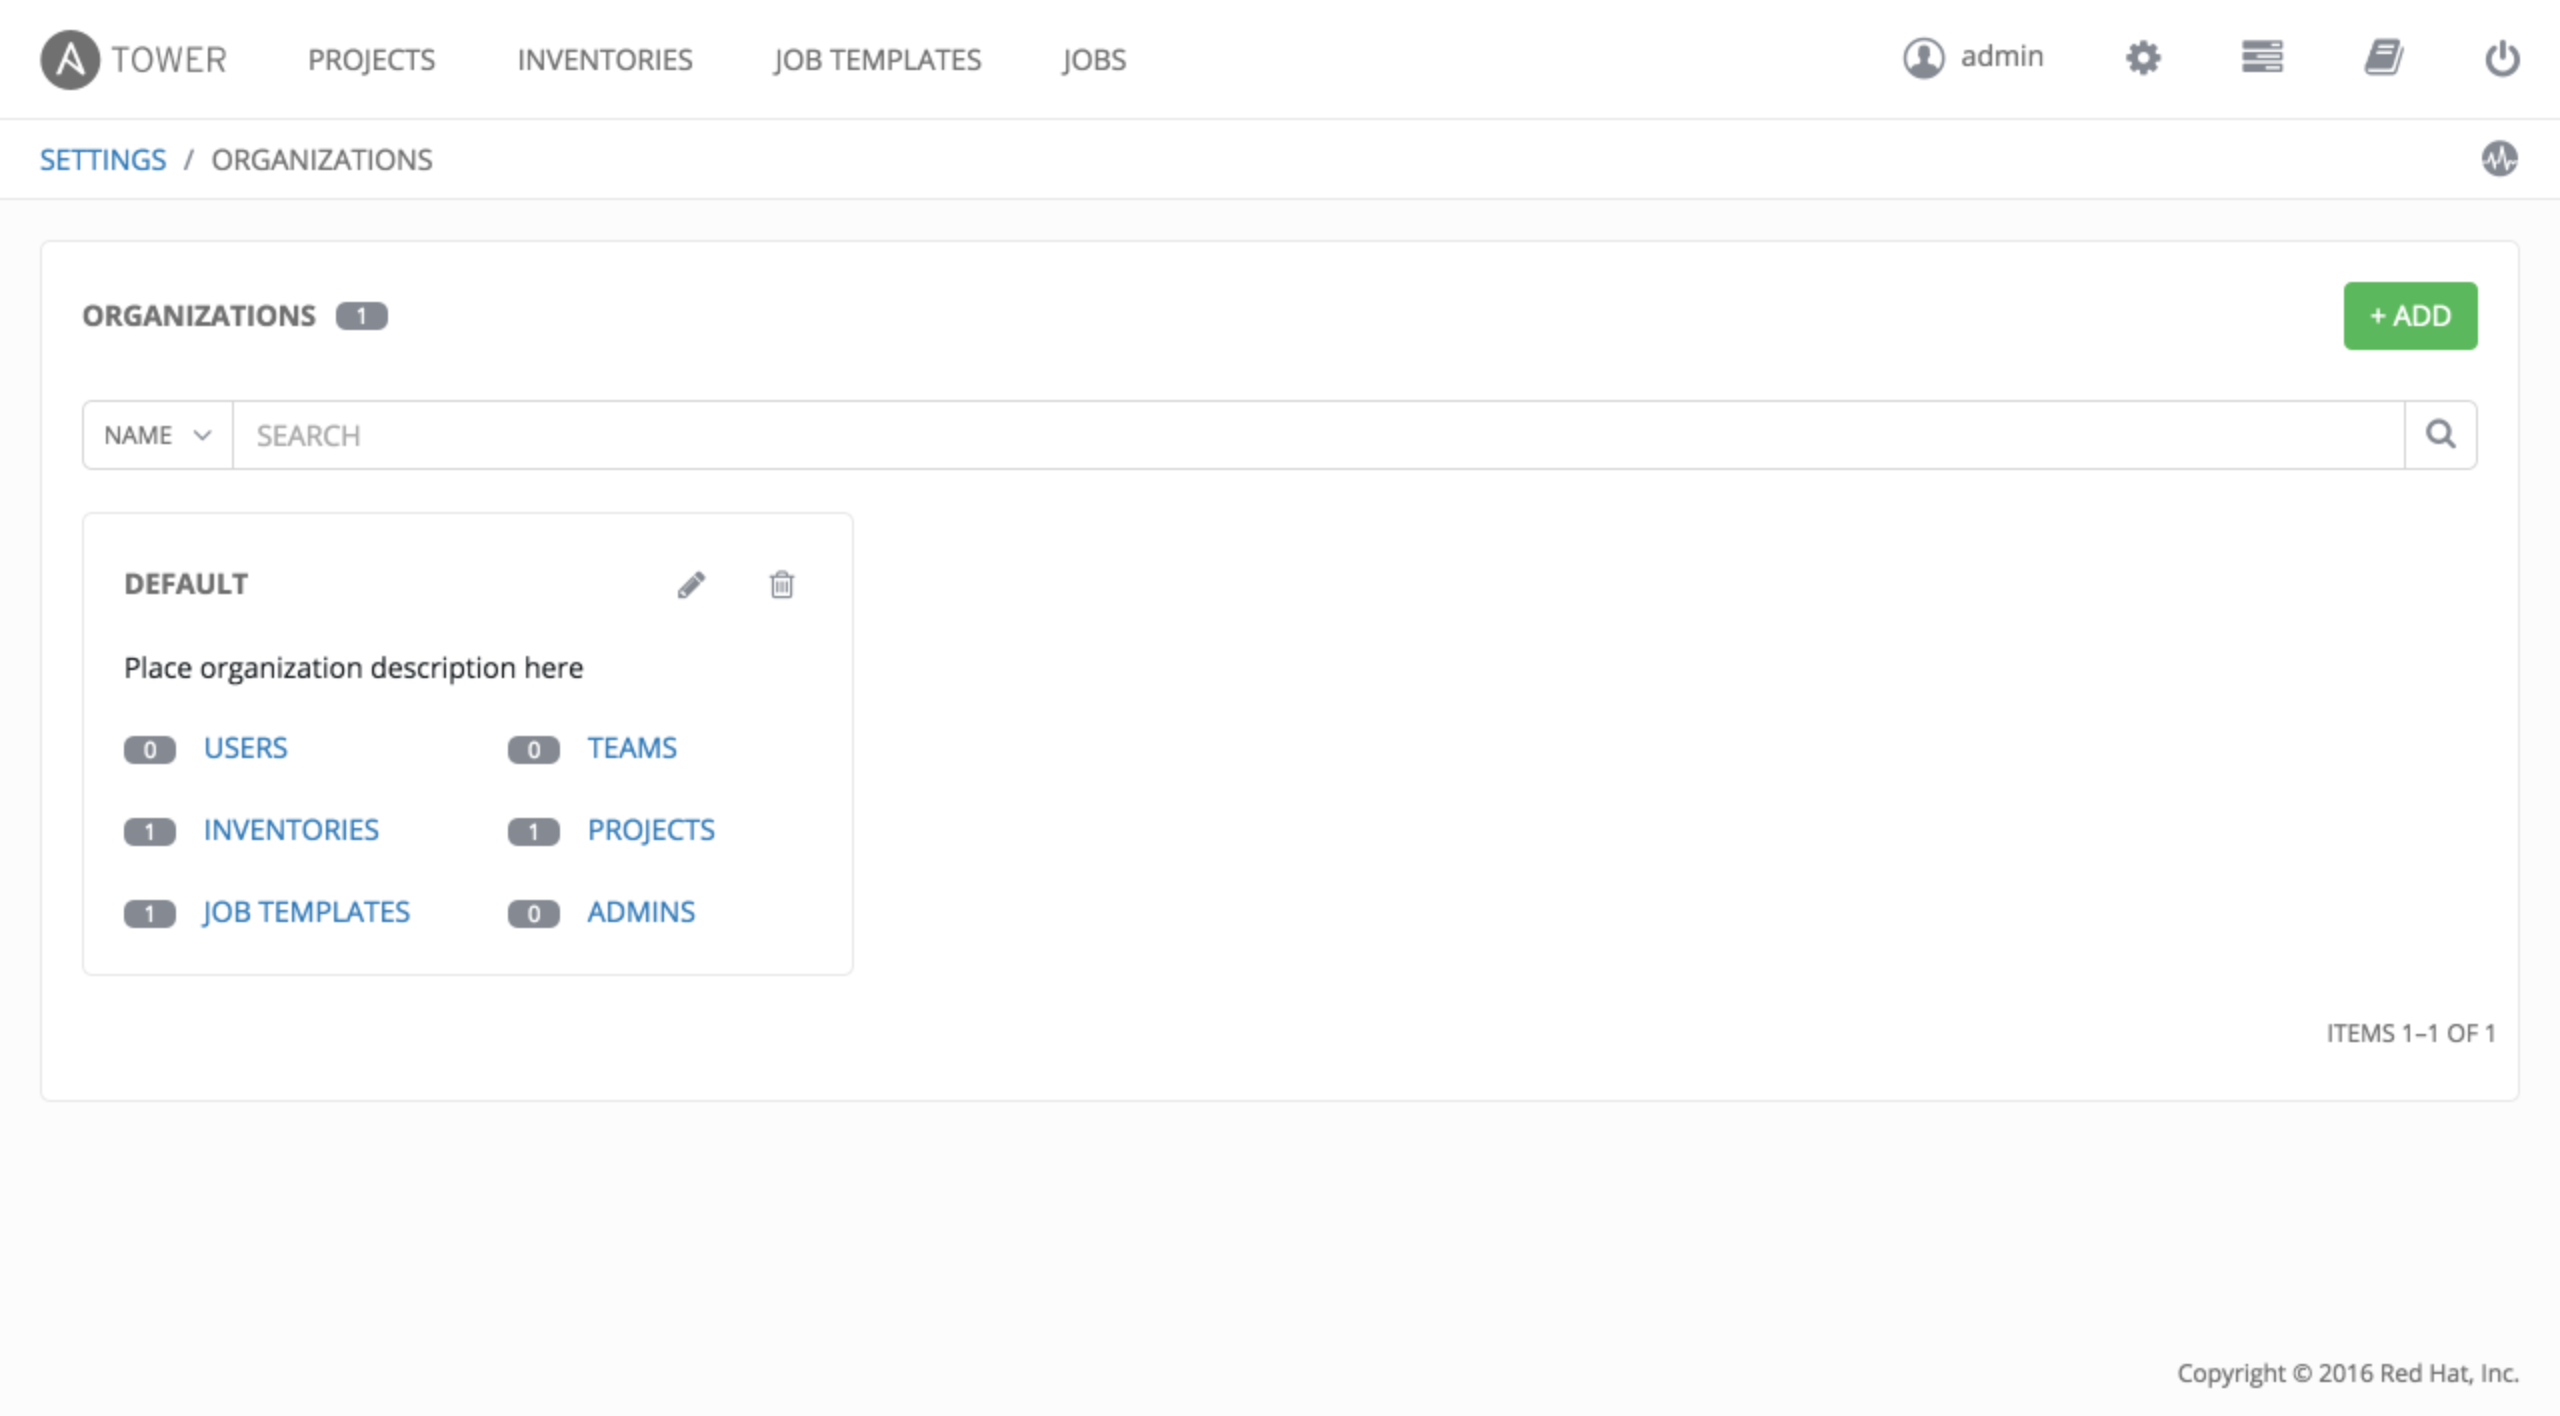 A TOWER PROJECTS INVENTORIES JOB TEMPLATES JOBS admin
SETTINGS / ORGANIZATIONS
ORGANIZATIONS 1 + ADD
NAME SEARCH
DEFAULT
Place organization description here
0 USERS 0 TEAMS
1 INVENTORIES 1 PROJECTS
1 JOB TEMPLATES 0 ADMINS
ITEMS 1–1 OF 1
Copyright © 2016 Red Hat, Inc.